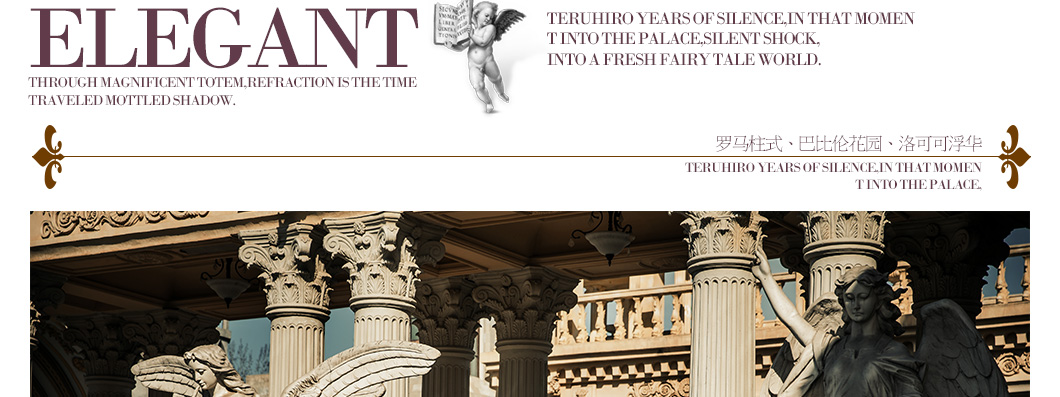 ELEGANT
THROUGH MAGNIFICENT TOTEM,REFRACTION IS THE TIME
TRAVELED MOTTLED SHADOW.
TERUHIRO YEARS OF SILENCE,IN THAT MOMEN
T INTO THE PALACE,SILENT SHOCK,
INTO A FRESH FAIRY TALE WORLD.
罗马柱式、巴比伦花园、洛可可浮华
TERUHIRO YEARS OF SILENCE,IN THAT MOMEN
T INTO THE PALACE,